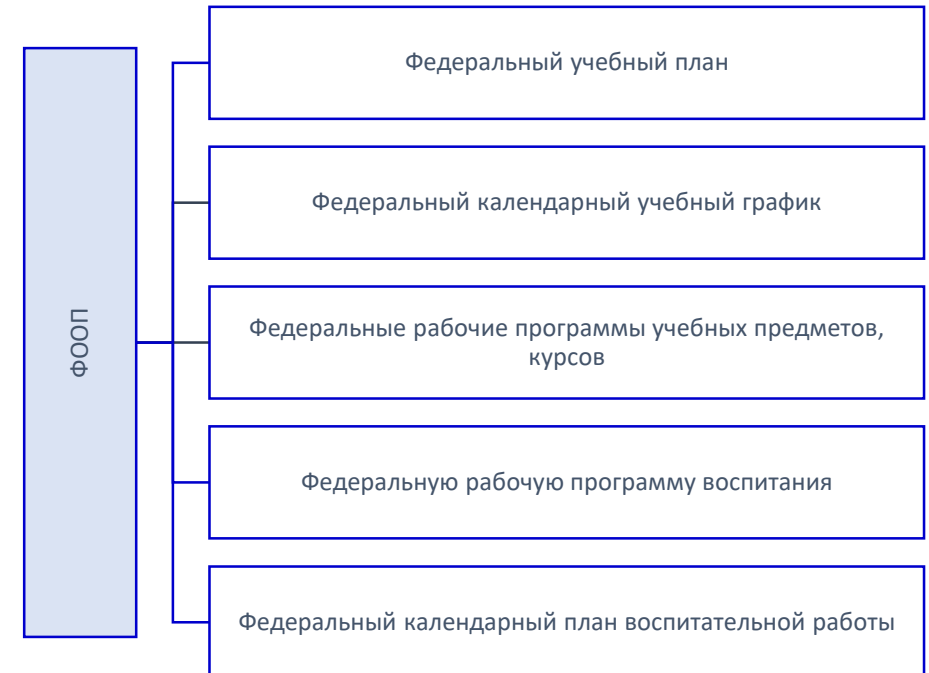 ФООП
Федеральный учебный план
Федеральный календарный учебный график
Федеральные рабочие программы учебных предметов,
курсов
Федеральную рабочую программу воспитания
Федеральный календарный план воспитательной работы